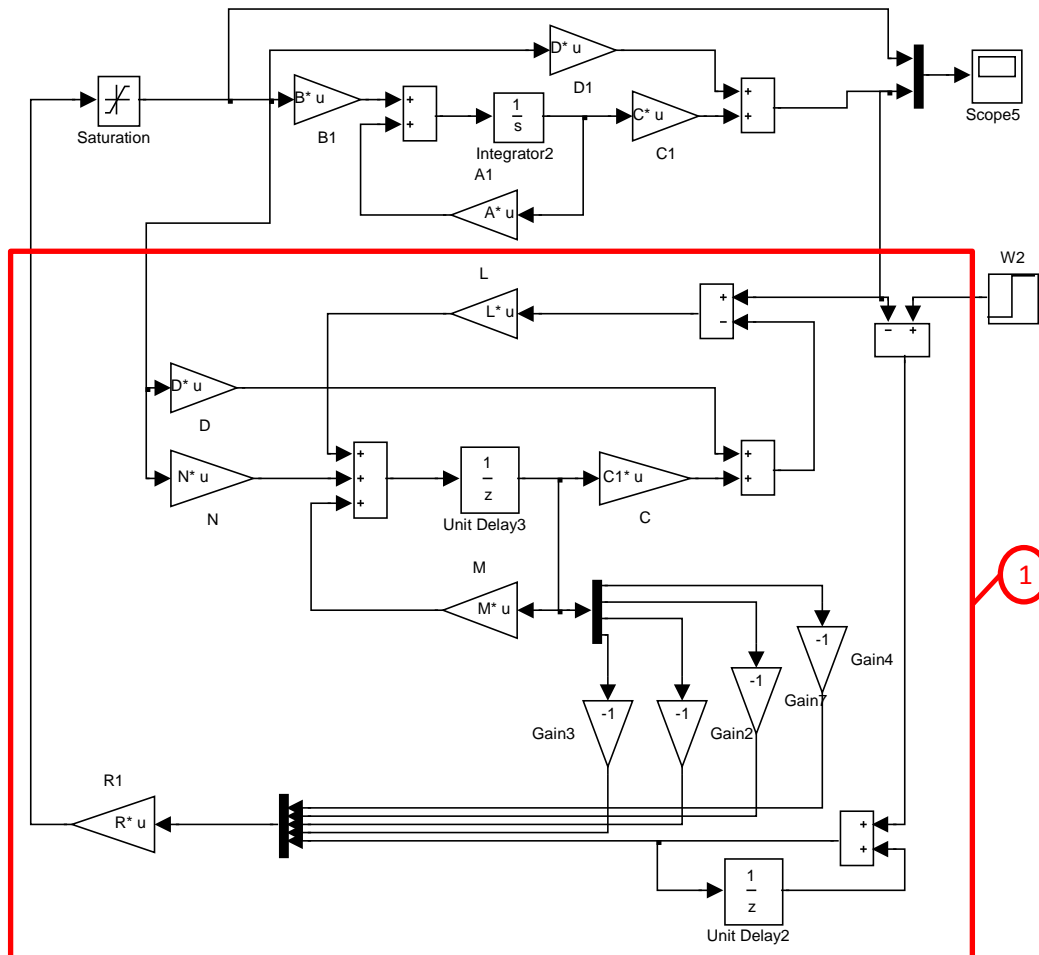 D* u
D1
B* u
B1
+
+
1
s
Integrator2
C* u
C1
+
+
Scope5
Saturation
A1
A* u
W2
L
L* u
+
−
− +
D* u
D
N* u
N
+
+
+
1
z
Unit Delay3
C1* u
C
+
+
M
M* u
1
-1
Gain4
-1
Gain7
-1
Gain2
-1
Gain3
R1
R* u
+
+
1
z
Unit Delay2